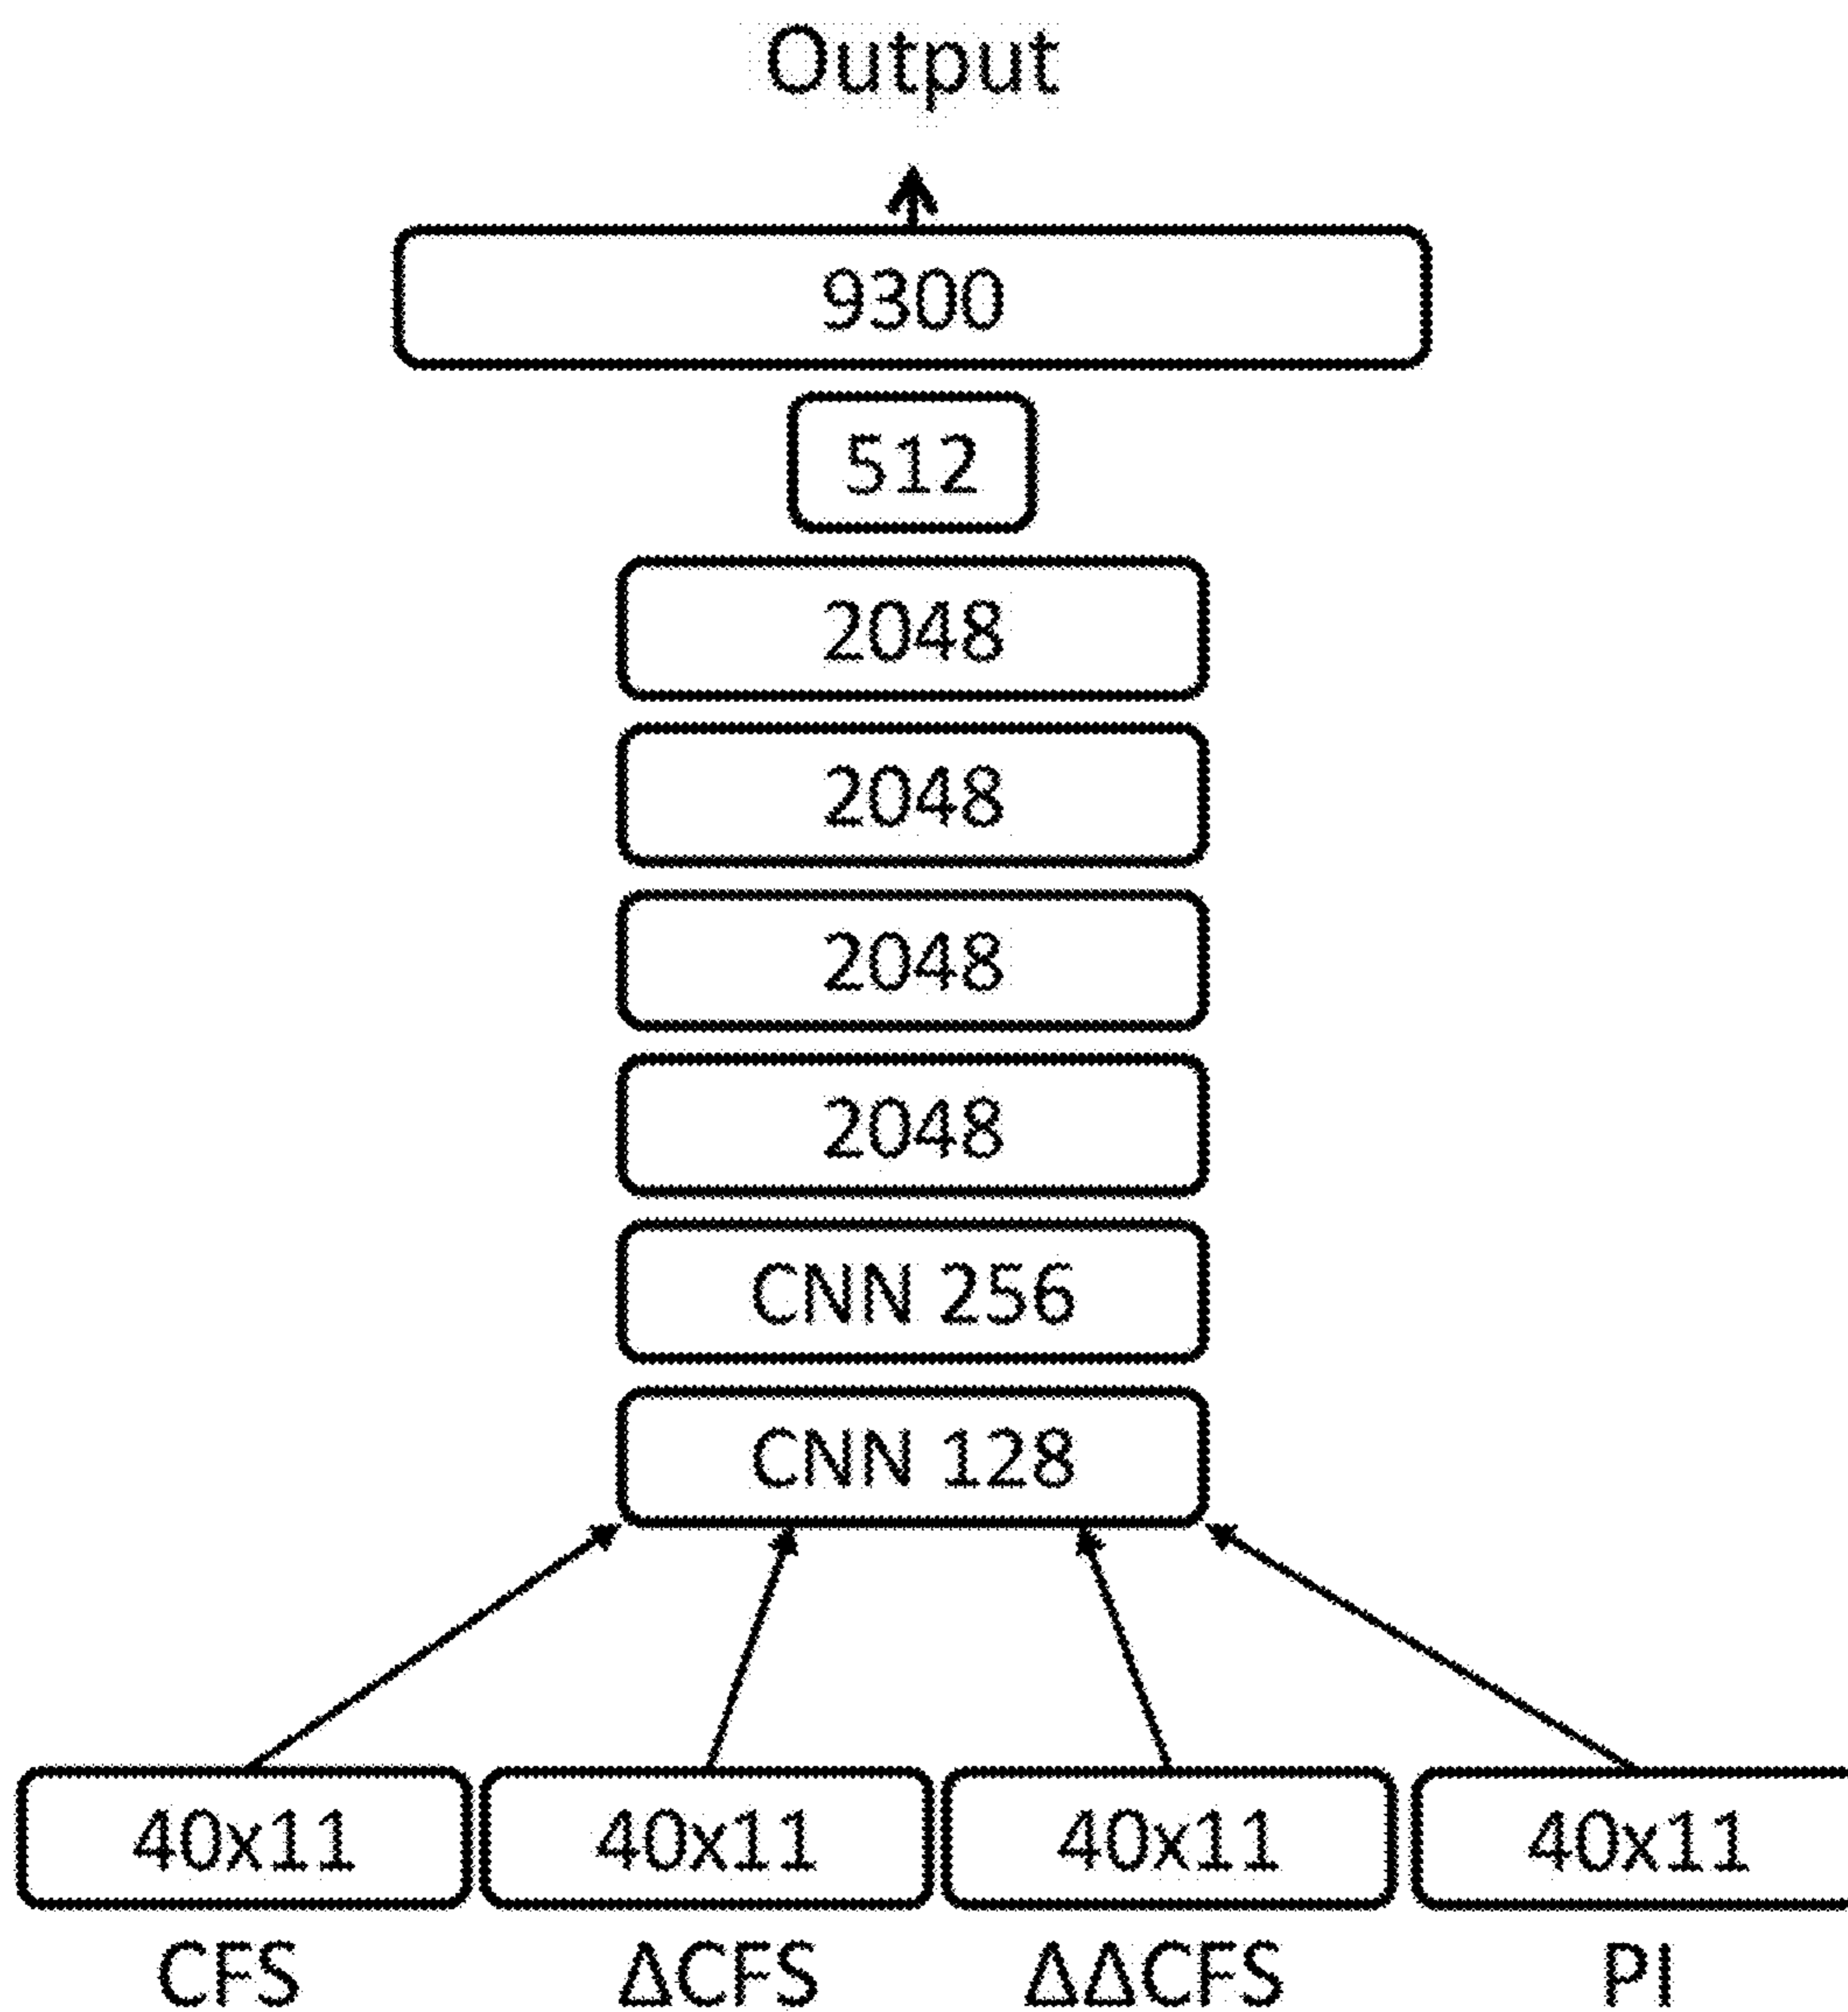 Output
9300
512
2048
2048
2048
2048
CNN 256
CNN 128
40x11 40x11 40x11 40x11
CFS ΔCFS ΔΔCFS PI